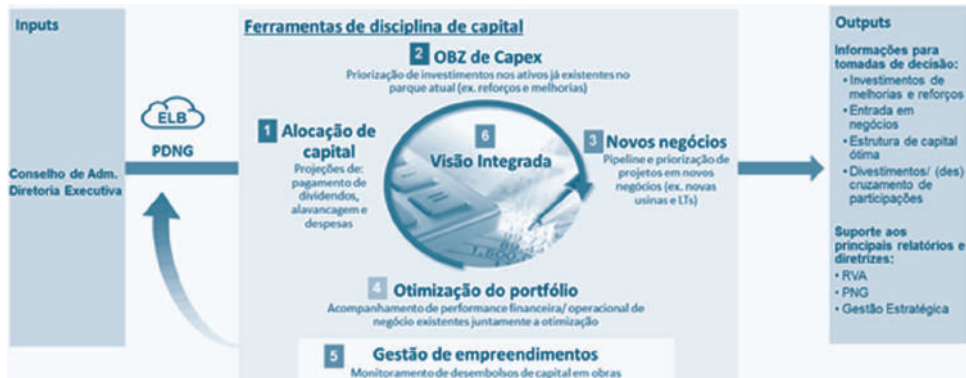 Inputs
ELB
PDNG
Conselho de Adm.
Diretoria Executiva
Ferramentas de disciplina de capital
2 OBZ de Capex
Priorização de investimentos nos ativos já existentes no
parque atual (ex. reforços e melhorias)
1 Alocação de
capital
Projeções de:
pagamento de
dividendos,
alavancagem e
despesas
6
Visão Integrada
3 Novos negócios
Pipeline e priorização de
projetos em novos
negócios (ex. novas
usinas e LTs)
4 Otimização do portfólio
Acompanhamento de performance financeira/ operacional de
negócio existentes juntamente a otimização
5 Gestão de empreendimentos
Monitoramento de desembolsos de capital em obras
Outputs
Informações para
tomadas de decisão:
• Investimentos de
melhorias e reforços
• Entrada em
negócios
• Estrutura de capital
ótima
• Divestimentos/ (des)
cruzamento de
participações
Suporte aos
principais relatórios e
diretrizes:
• RVA
• PNG
• Gestão Estratégica